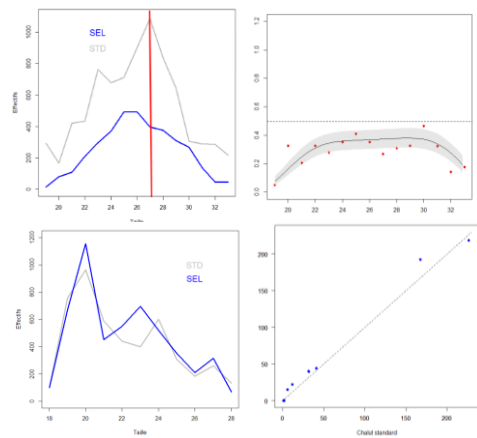 SEL
STD
Effectifs
0 200 400 600 800 1000
20 22 24 26 28 30 32
Taille
0.0 0.2 0.4 0.6 0.8 1.0 1.2
20 22 24 26 28 30 32
STD
SEL
Effectifs
0 200 400 600 800 1000 1200
18 20 22 24 26 28
Taille
0 50 100 150 200
0 50 100 150 200
Chalut standard